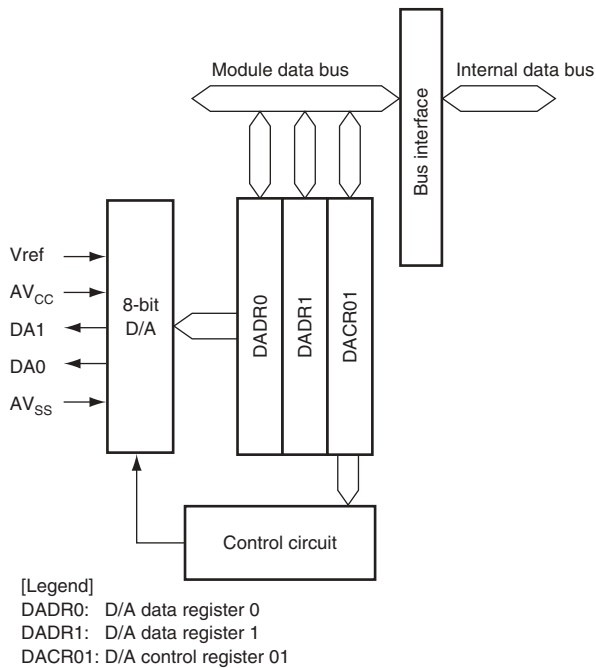 Module data bus
Internal data bus
Bus interface
Vref
AVCC
DA1
DA0
AVSS
8-bit
D/A
DADR0
DADR1
DACR01
Control circuit
[Legend]
DADR0: D/A data register 0
DADR1: D/A data register 1
DACR01: D/A control register 01